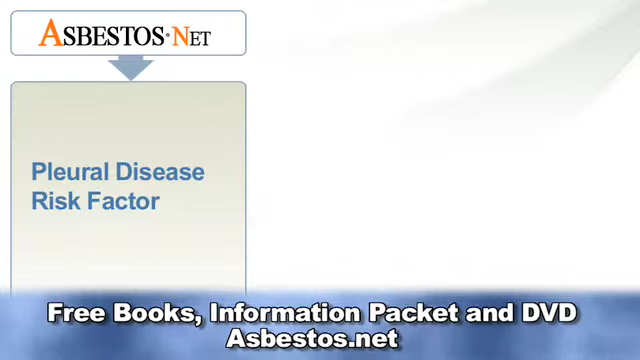 ASBESTOS·NET
Pleural Disease
Risk Factor
Free Books, Information Packet and DVD
Asbestos.net